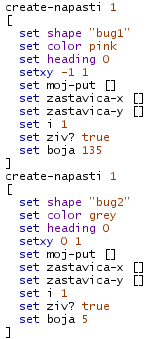 create-napasti 1
[
set shape "bug1"
set color pink
set heading 0
setxy -1 1
set moj-put []
set zastavica-x []
set zastavica-y []
set i 1
set ziv? true
set boja 135
]
create-napasti 1
[
set shape "bug2"
set color grey
set heading 0
setxy 0 1
set moj-put []
set zastavica-x []
set zastavica-y []
set i 1
set ziv? true
set boja 5
]